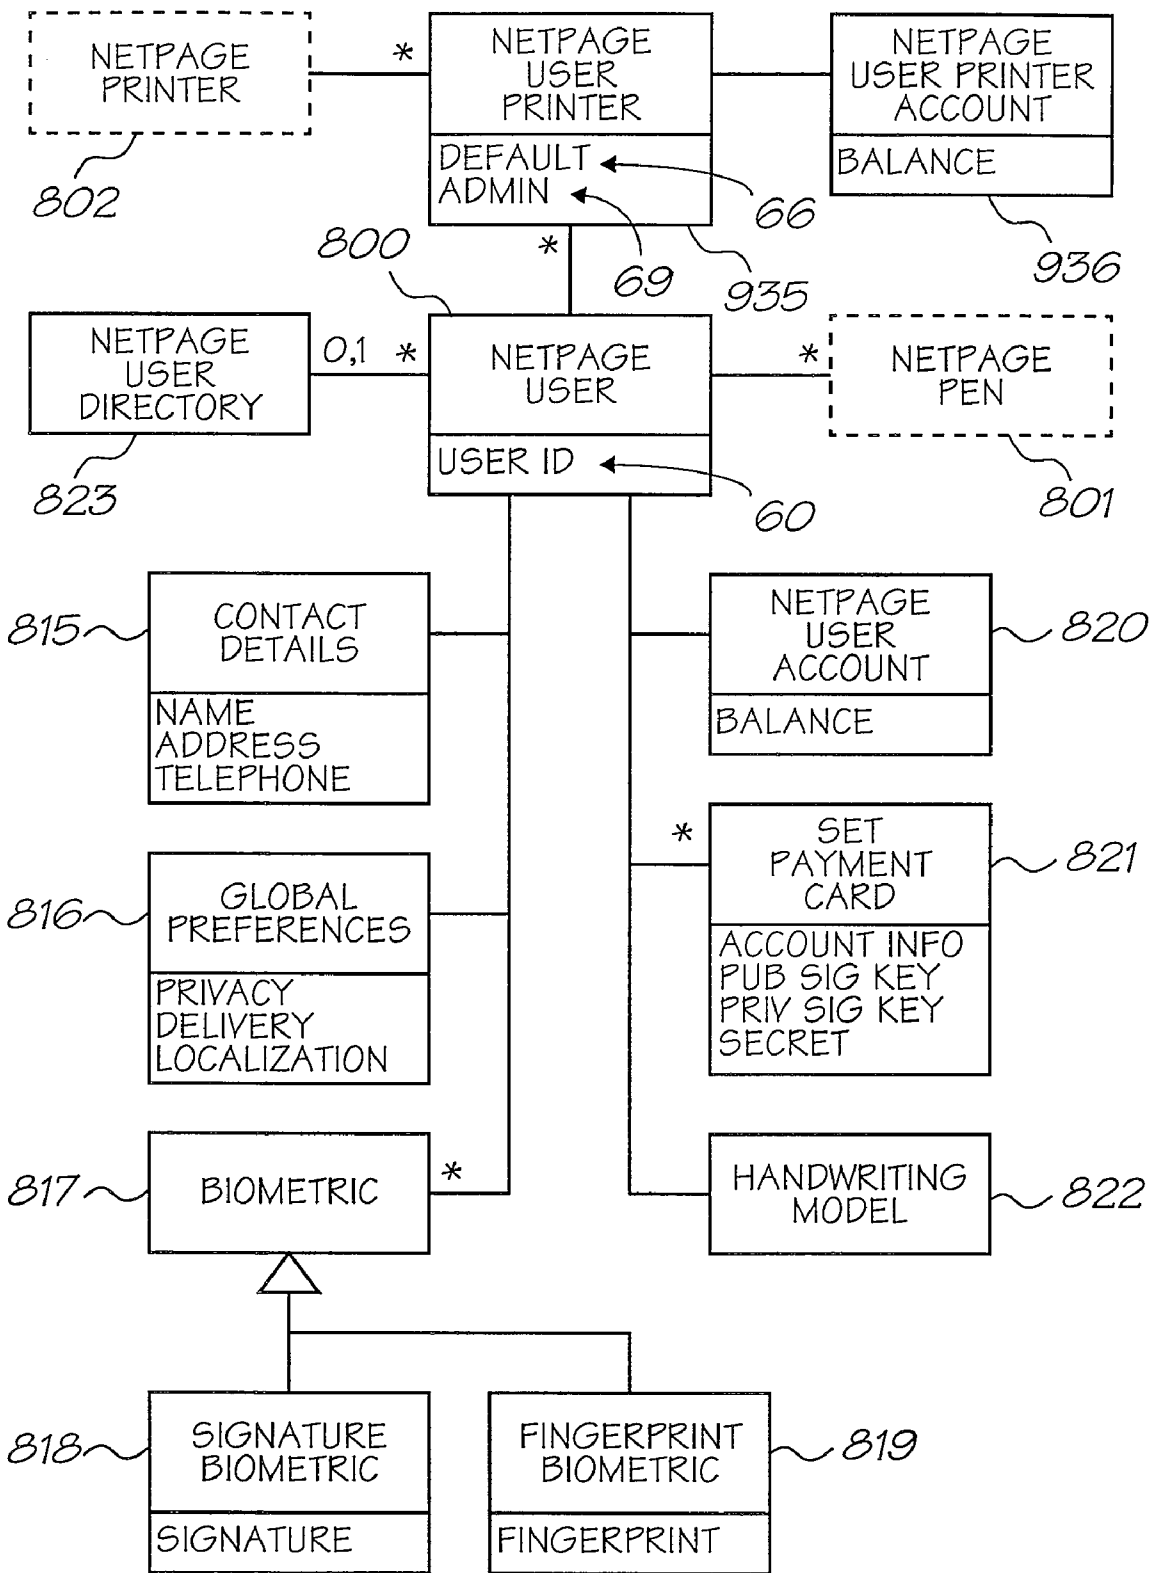 NETPAGE
PRINTER
802
*
NETPAGE
USER
PRINTER
DEFAULT
ADMIN
66
69
935
NETPAGE
USER PRINTER
ACCOUNT
BALANCE
936
*
800
NETPAGE
USER
DIRECTORY
823
0,1 *
NETPAGE
USER
USER ID
60
*
NETPAGE
PEN
801
815
CONTACT
DETAILS
NAME
ADDRESS
TELEPHONE
NETPAGE
USER
ACCOUNT
BALANCE
820
816
GLOBAL
PREFERENCES
PRIVACY
DELIVERY
LOCALIZATION
*
SET
PAYMENT
CARD
ACCOUNT INFO
PUB SIG KEY
PRIV SIG KEY
SECRET
821
817
BIOMETRIC
*
HANDWRITING
MODEL
822
818
SIGNATURE
BIOMETRIC
SIGNATURE
FINGERPRINT
BIOMETRIC
FINGERPRINT
819